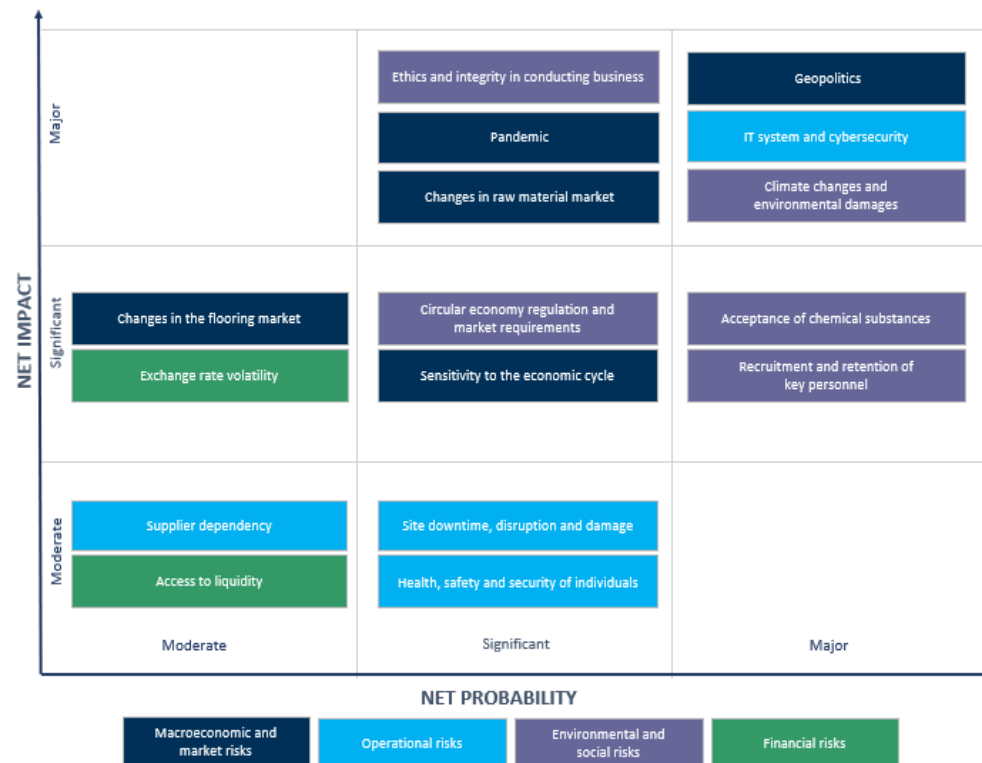 NET IMPACT
Major
Ethics and integrity in conducting business
Geopolitics
Pandemic
IT system and cybersecurity
Changes in raw material market
Climate changes and
environmental damages
Significant
Changes in the flooring market
Circular economy regulation and
market requirements
Acceptance of chemical substances
Exchange rate volatility
Sensitivity to the economic cycle
Recruitment and retention of
key personnel
Moderate
Supplier dependency
Site downtime, disruption and damage
Access to liquidity
Health, safety and security of individuals
Moderate
Significant
Major
NET PROBABILITY
Macroeconomic and
market risks
Operational risks
Environmental and
social risks
Financial risks